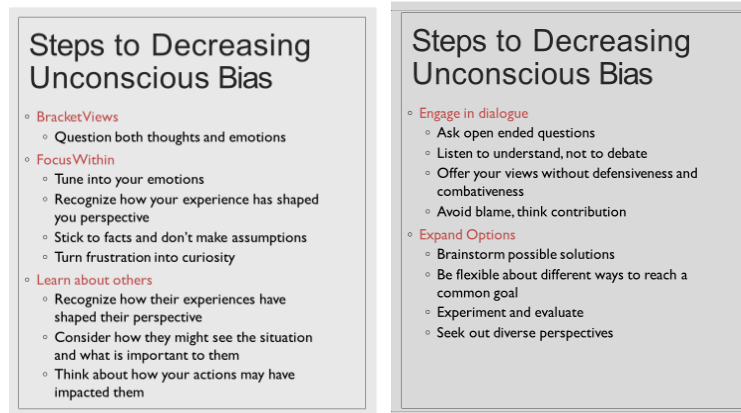 Steps to Decreasing
Unconscious Bias
◦ BracketViews
◦ Question both thoughts and emotions
◦ FocusWithin
◦ Tune into your emotions
◦ Recognize how your experience has shaped
you perspective
◦ Stick to facts and don't make assumptions
◦ Turn frustration into curiosity
◦ Learn about others
◦ Recognize how their experiences have
shaped their perspective
◦ Consider how they might see the situation
and what is important to them
◦ Think about how your actions may have
impacted them
Steps to Decreasing
Unconscious Bias
◦ Engage in dialogue
◦ Ask open ended questions
◦ Listen to understand, not to debate
◦ Offer your views without defensiveness and
combativeness
◦ Avoid blame, think contribution
◦ Expand Options
◦ Brainstorm possible solutions
◦ Be flexible about different ways to reach a
common goal
◦ Experiment and evaluate
◦ Seek out diverse perspectives